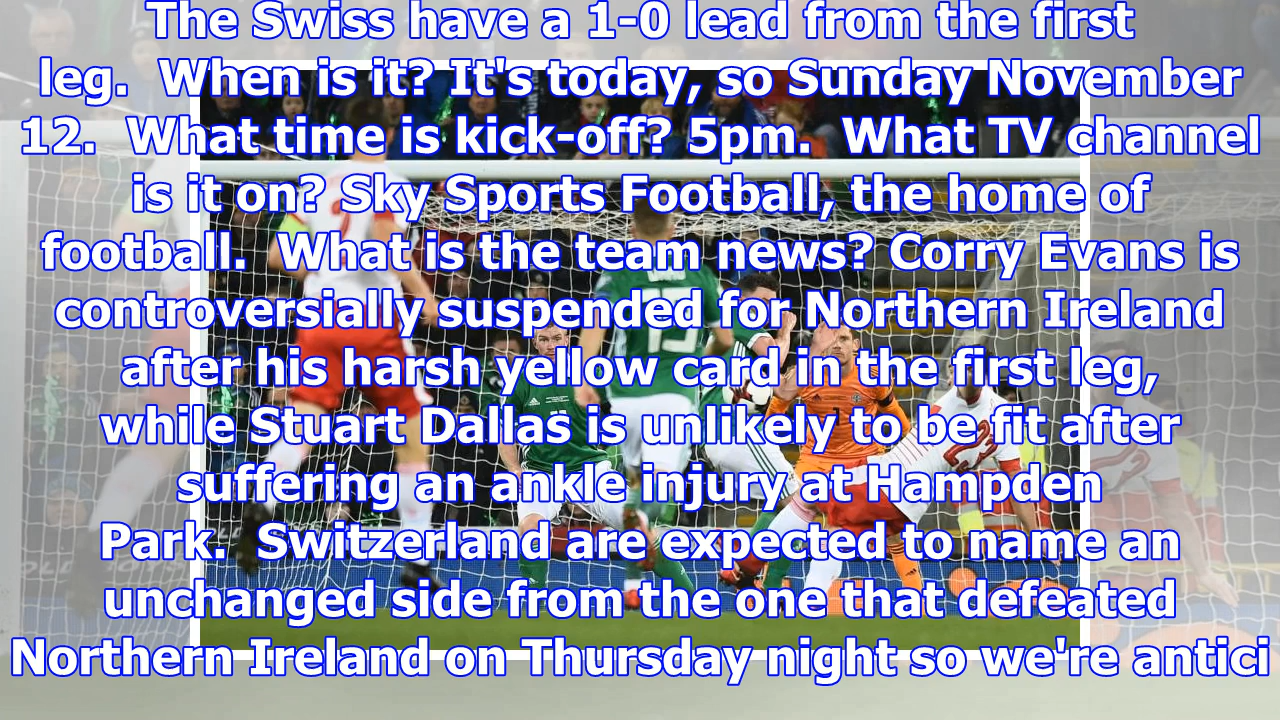 The Swiss have a 1-0 lead from the first
leg.  When is it? It's today, so Sunday November
12.  What time is kick-off? 5pm.  What TV channel
is it on? Sky Sports Football, the home of
football.  What is the team news? Corry Evans is
controversially suspended for Northern Ireland
after his harsh yellow card in the first leg,
while Stuart Dallas is unlikely to be fit after
suffering an ankle injury at Hampden
Park.  Switzerland are expected to name an
unchanged side from the one that defeated
Northern Ireland on Thursday night so we're antici
15
23